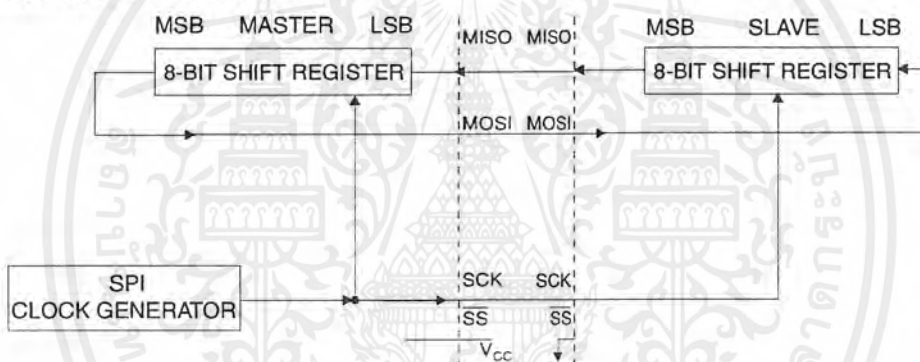 MSB MASTER LSB
MISO MISO
MSB SLAVE LSB
8-BIT SHIFT REGISTER
8-BIT SHIFT REGISTER
MOSI MOSI
SPI
CLOCK GENERATOR
SCK SCK
SS SS
VCC